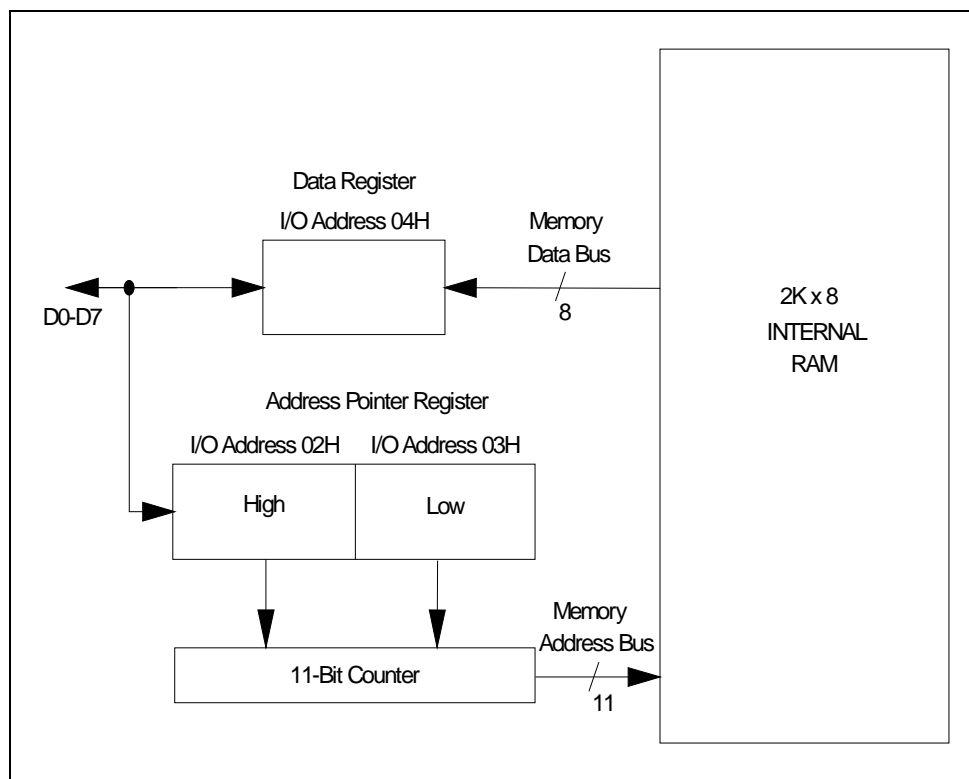 Data Register
I/O Address 04H
Memory
Data Bus
8
D0-D7
2K x 8
INTERNAL
RAM
Address Pointer Register
I/O Address 02H
I/O Address 03H
High
Low
Memory
Address Bus
11-Bit Counter
11